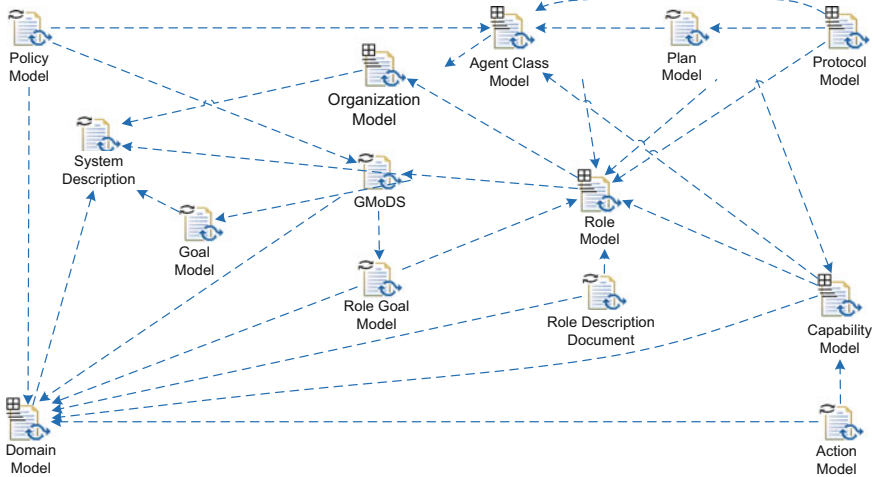 Policy
Model
Agent Class
Model
Plan
Model
Protocol
Model
Organization
Model
System
Description
GMoDS
Goal
Model
Role
Model
Role Goal
Model
Role Description
Document
Capability
Model
Domain
Model
Action
Model